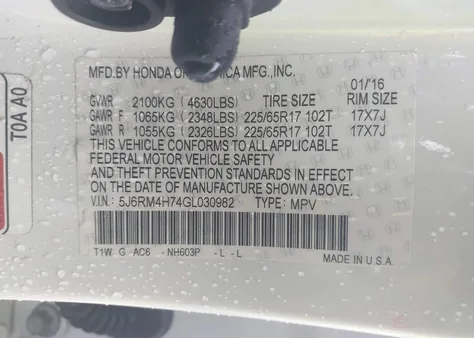 MFD.BY HONDA OF AMERICA MFG.,INC.
01/16
GVWR 2100KG (4630LBS) TIRE SIZE RIM SIZE
GAWR F 1065KG (2348LBS) 225/65R17 102T 17X7J
GAWR R 1055KG (2326LBS) 225/65R17 102T 17X7J
THIS VEHICLE CONFORMS TO ALL APPLICABLE
FEDERAL MOTOR VEHICLE SAFETY
AND THEFT PREVENTION STANDARDS IN EFFECT
ON THE DATE OF MANUFACTURE SHOWN ABOVE.
V.I.N.: 5J6RM4H74GL030982 TYPE: MPV
T1W G AC6 - NH603P - L - L
MADE IN U.S.A.
TOA A0